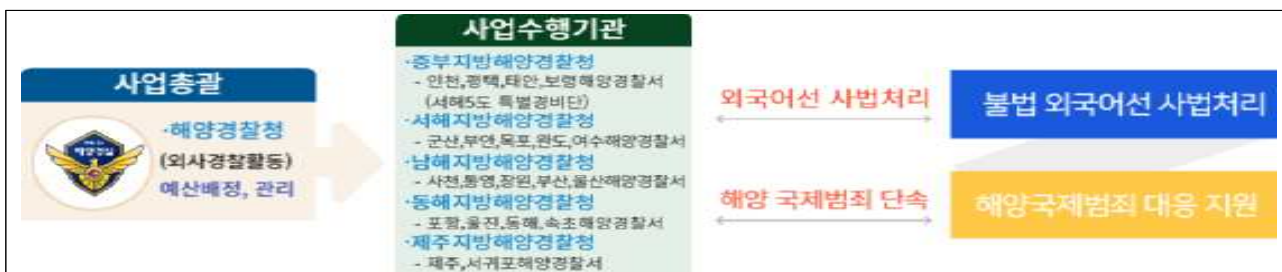 사업총괄
·해양경찰청
(외사경찰활동)
예산배정, 관리
사업수행기관
·중부지방해양경찰청
- 인천,평택,태안,보령해양경찰서
(서해5도 특별경비단)
·서해지방해양경찰청
- 군산,부안,목포,완도,여수해양경찰서
·남해지방해양경찰청
- 사천,통영,창원,부산,울산해양경찰서
·동해지방해양경찰청
- 포항,울진,동해,속초해양경찰서
·제주지방해양경찰청
- 제주,서귀포해양경찰서
외국어선 사법처리
해양 국제범죄 단속
불법 외국어선 사법처리
해양국제범죄 대응 지원